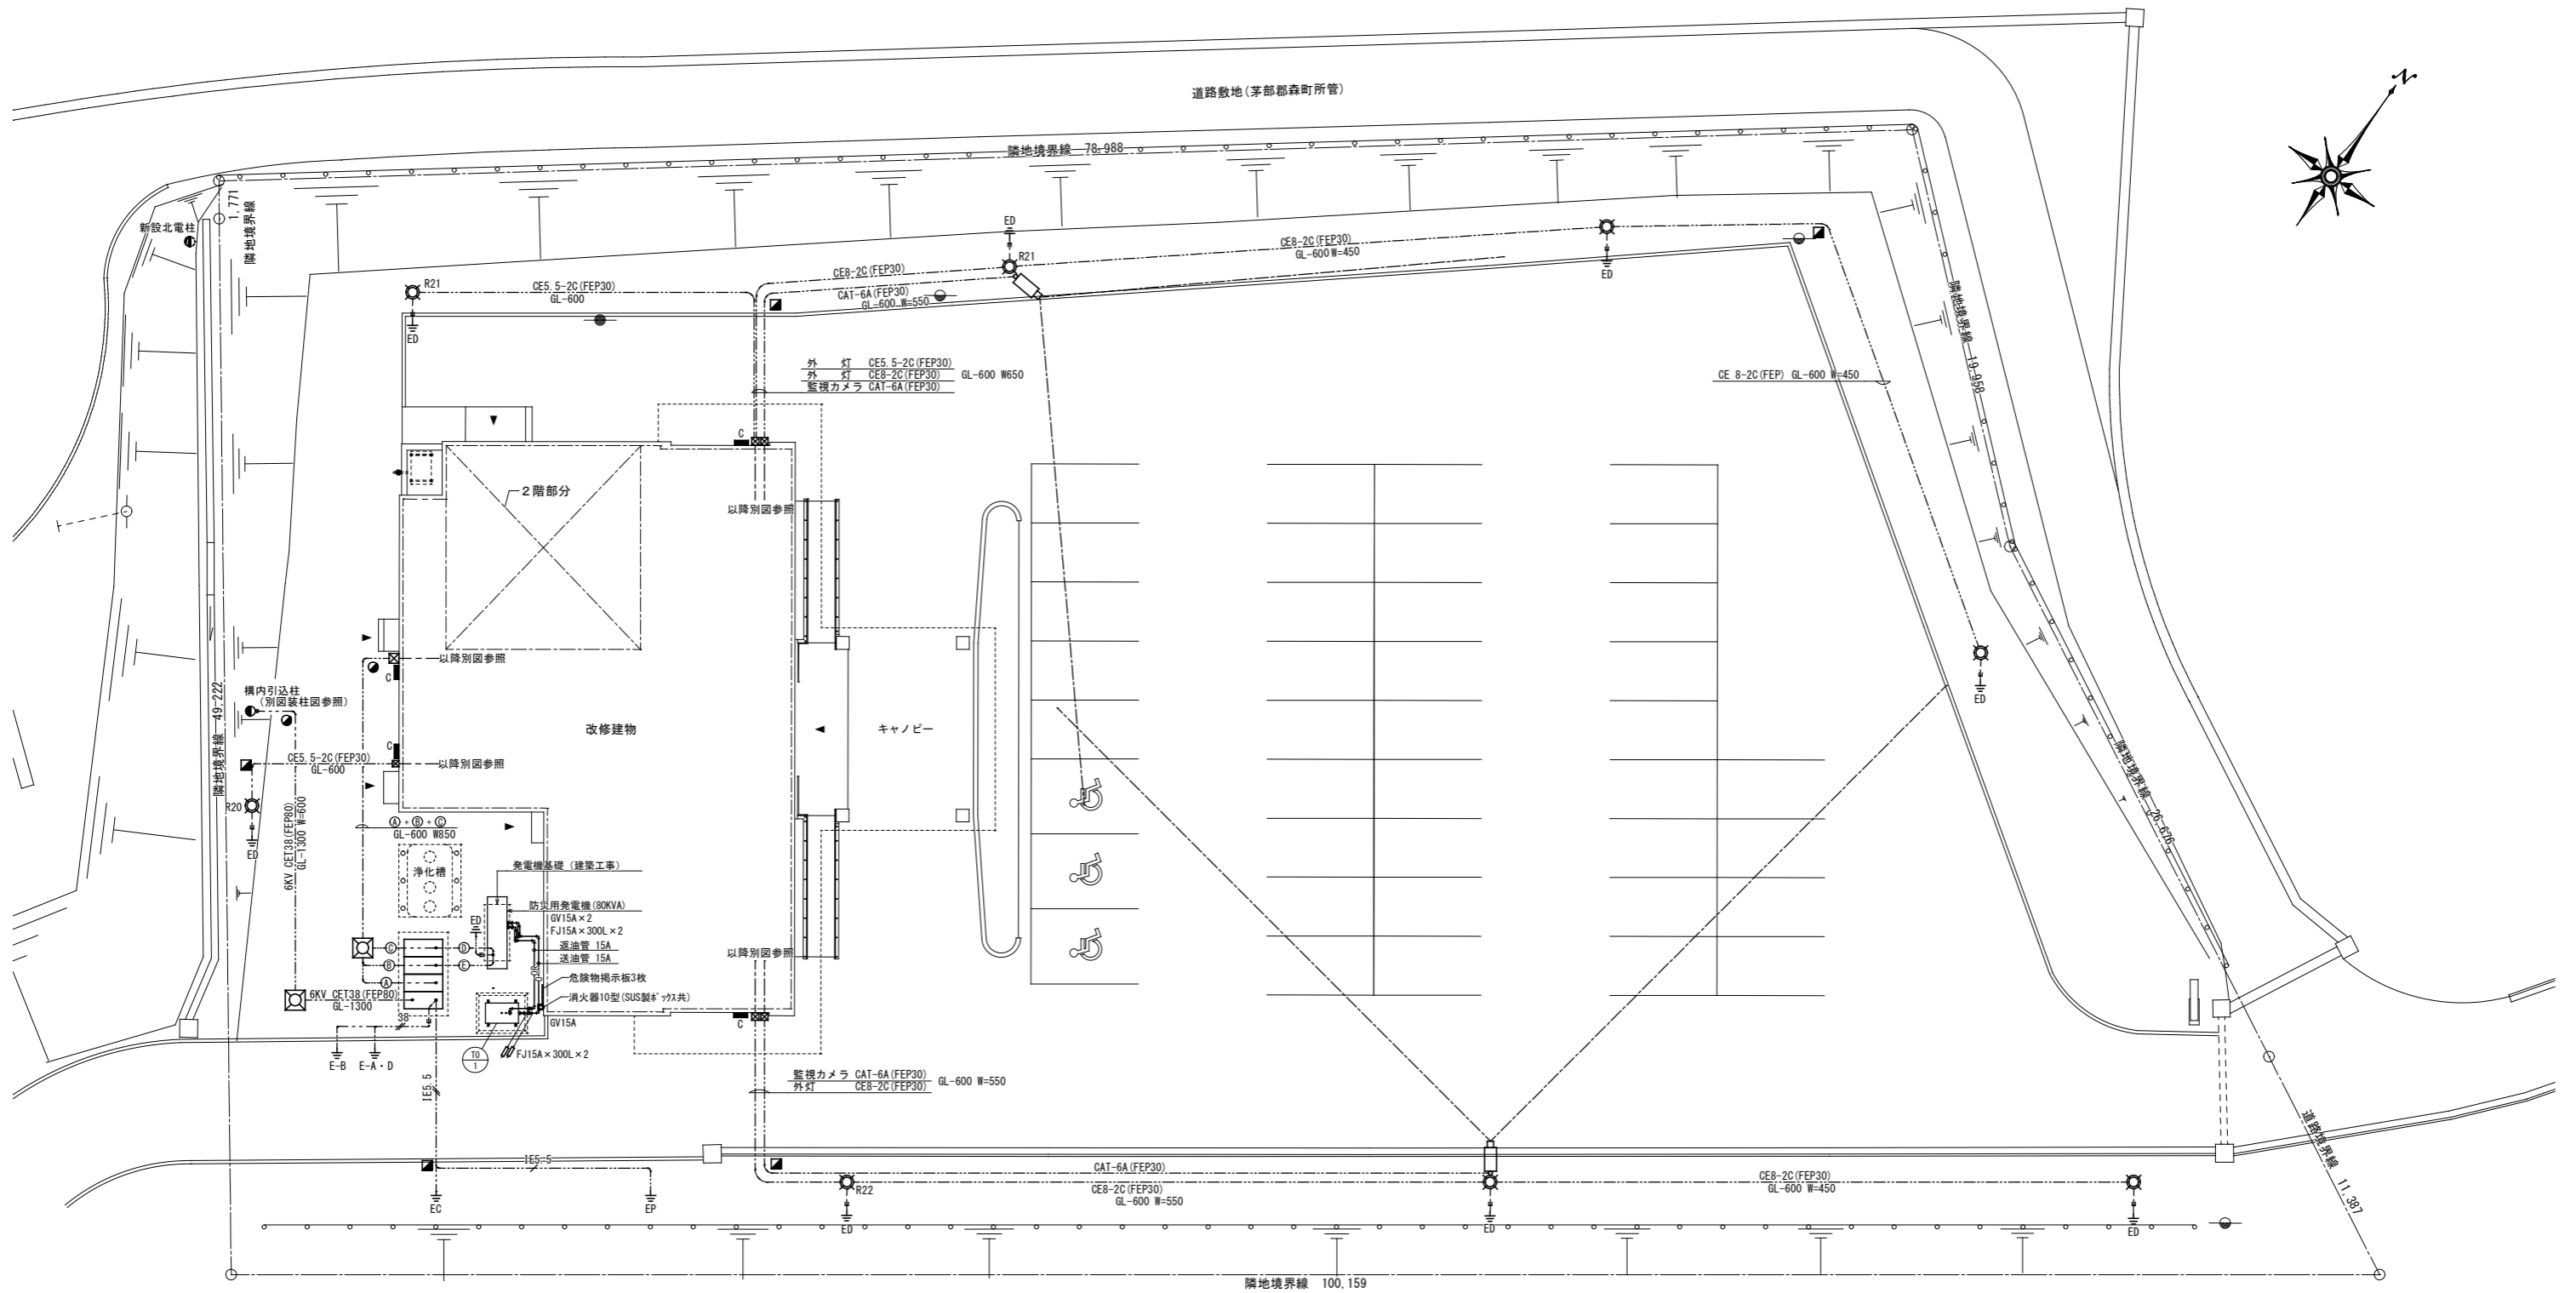 道路敷地(茅部郡森町所管)
N
隣地境界線 78,988
1,771
隣地境界線
新設北電柱
ED
R21
CE8-2C(FEP30)
GL-600 W=450
ED
R21
CE5.5-2C(FEP30)
GL-600
ED
CE8-2C(FEP30)
CAT-6A(FEP30)
GL-600 W=550
隣地境界線 19,958
外 灯 CE5.5-2C(FEP30)
外 灯 CE8-2C(FEP30)
監視カメラ CAT-6A(FEP30)
GL-600 W650
CE 8-2C(FEP) GL-600 W=450
C
2階部分
以降別図参照
以降別図参照
C
構内引込柱
(別図装柱図参照)
隣地境界線 49,222
ED
改修建物
キャノピー
C
CE5.5-2C(FEP30)
GL-600
以降別図参照
隣地境界線 26,676
R20
ED
6KV CET38(FEP80)
GL-1300 W=600
Ⓐ+Ⓑ+Ⓒ
GL-600 W850
浄化槽
発電機基礎(建築工事)
防災用発電機(80KVA)
GV15A×2
FJ15A×300L×2
返油管 15A
送油管 15A
ED
C
D
B
E
A
危険物掲示板3枚
消火器10型(SUS製ボックス共)
以降別図参照
6KV CET38(FEP80)
GL-1300
38
GV15A
C
E-B
E-A・D
TO
1
FJ15A×300L×2
IE5.5
監視カメラ CAT-6A(FEP30)
外灯 CE8-2C(FEP30)
GL-600 W=550
IE5.5
EC
EP
CAT-6A(FEP30)
R22
CE8-2C(FEP30)
GL-600 W=550
ED
ED
CE8-2C(FEP30)
GL-600 W=450
ED
道路境界線 11,387
隣地境界線 100,159